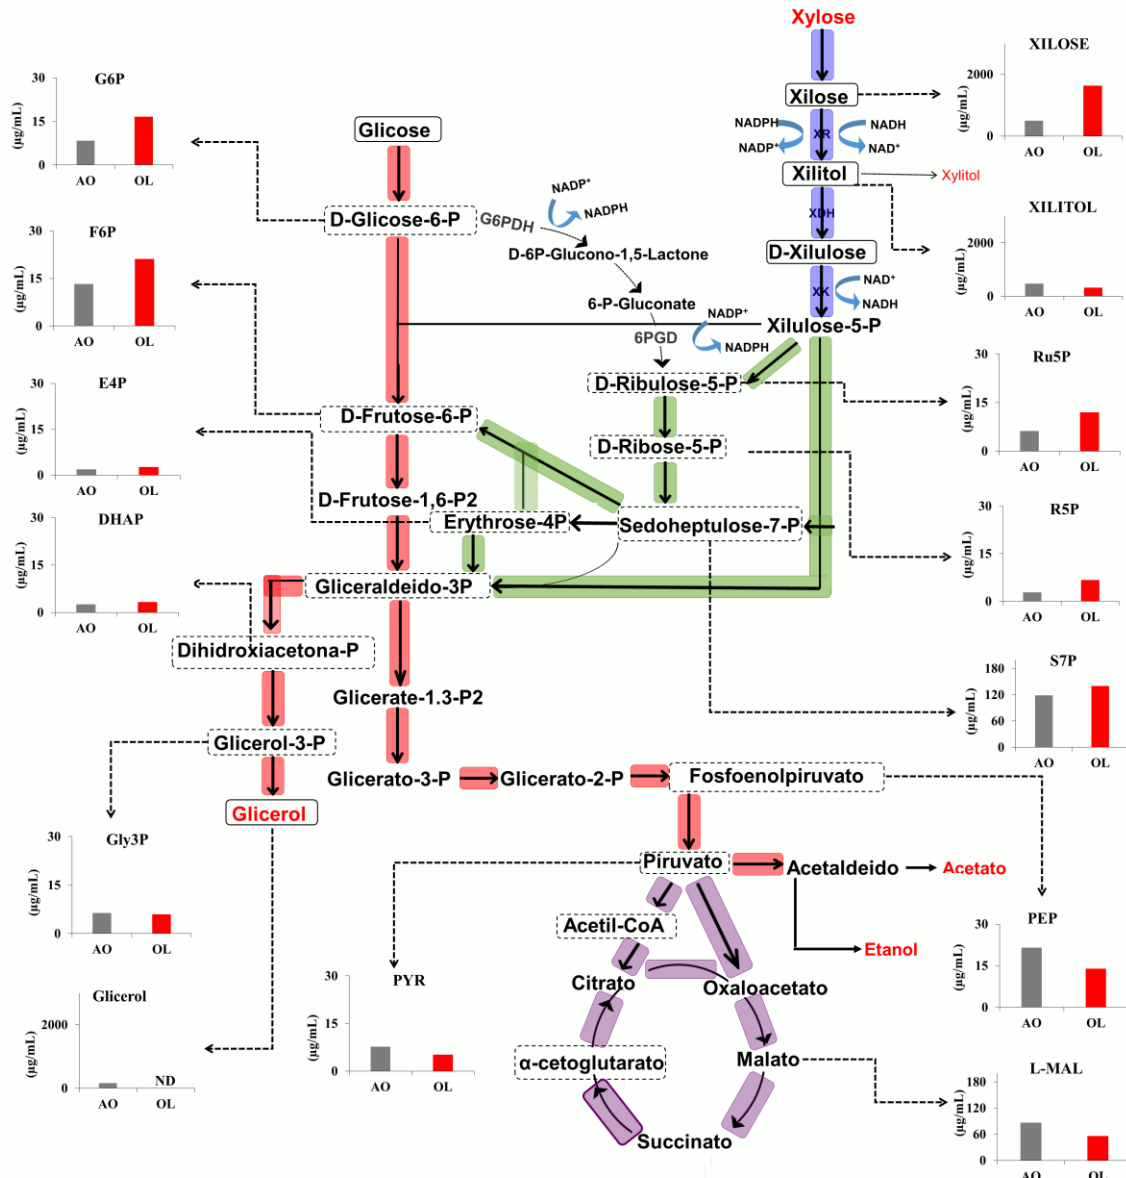 Xylose
XILOSE
2000
(µg/mL)
0
AO OL
G6P
30
(µg/mL)
15
0
AO OL
Xilose
Glicose
NADPH
NADP⁺
XR
NADH
NAD⁺
Xilitol
Xylitol
XILITOL
2000
(µg/mL)
0
AO OL
D-Glicose-6-P
G6PDH
NADP⁺
NADPH
XDH
F6P
30
(µg/mL)
15
0
AO OL
D-6P-Glucono-1,5-Lactone
D-Xilulose
XK
NAD⁺
NADH
6-P-Gluconate
NADP⁺
6PGD
NADPH
Xilulose-5-P
Ru5P
30
(µg/mL)
15
0
AO OL
E4P
30
(µg/mL)
15
0
AO OL
D-Ribulose-5-P
D-Frutose-6-P
D-Ribose-5-P
D-Frutose-1,6-P2
Erythrose-4P
Sedoheptulose-7-P
R5P
30
(µg/mL)
15
0
AO OL
DHAP
30
(µg/mL)
15
0
AO OL
Gliceraldeido-3P
Dihidroxiacetona-P
Glicerate-1.3-P2
S7P
180
(µg/mL)
120
60
0
AO OL
Glicerol-3-P
Glicerato-3-P
Glicerato-2-P
Fosfoenolpiruvato
Glicerol
Gly3P
30
(µg/mL)
15
0
AO OL
Piruvato
Acetaldeido
Acetato
Etanol
PEP
30
(µg/mL)
15
0
AO OL
Acetil-CoA
Citrato
Oxaloacetato
PYR
30
(µg/mL)
15
0
AO OL
Glicerol
2000
(µg/mL)
0
ND
AO OL
α-cetoglutarato
Malato
Succinato
L-MAL
180
(µg/mL)
120
60
0
AO OL